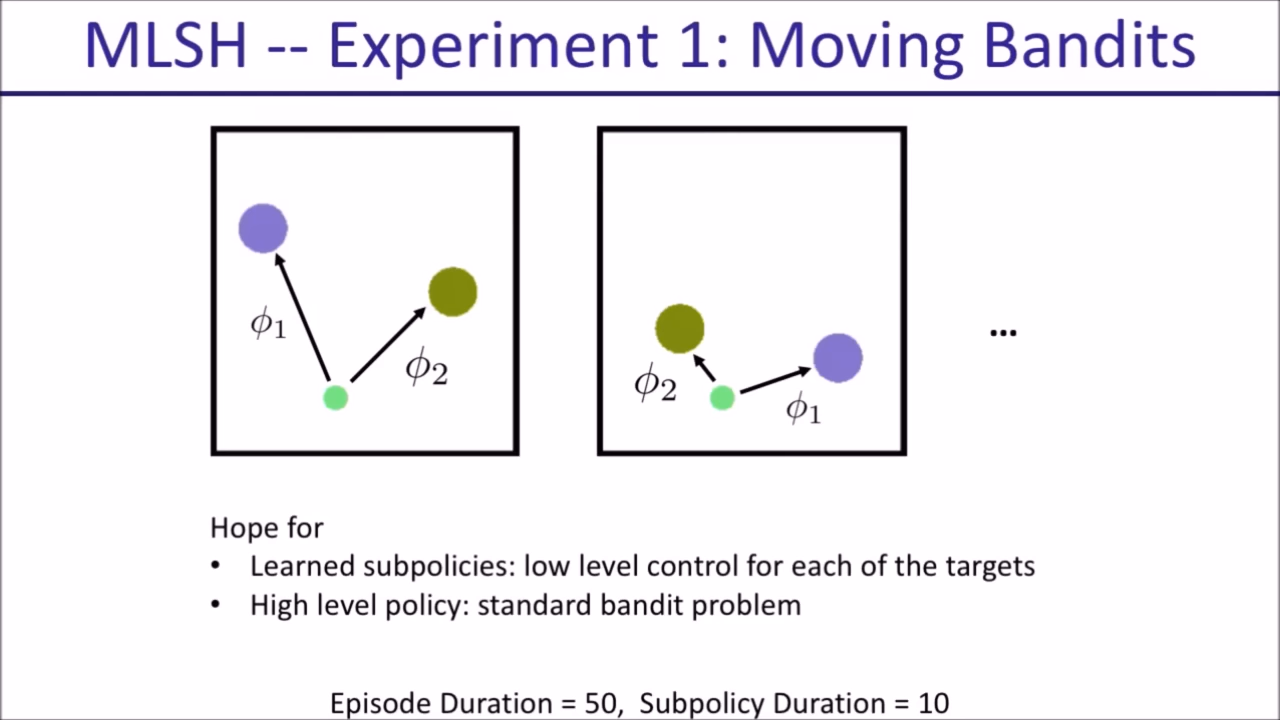 MLSH -- Experiment 1: Moving Bandits
ϕ1
ϕ2
ϕ2
ϕ1
...
Hope for
• Learned subpolicies: low level control for each of the targets
• High level policy: standard bandit problem
Episode Duration = 50, Subpolicy Duration = 10